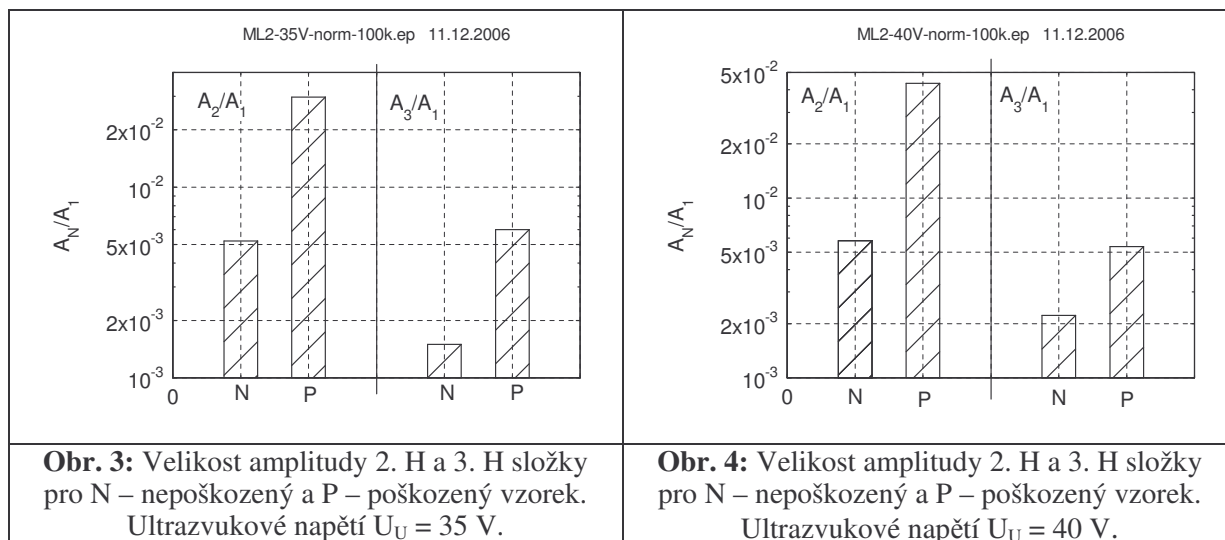 ML2-35V-norm-100k.ep 11.12.2006
A₂/A₁
A₃/A₁
2x10⁻²
10⁻²
5x10⁻³
2x10⁻³
10⁻³
A_N/A₁
0
N
P
N
P
Obr. 3: Velikost amplitudy 2. H a 3. H složky
pro N – nepoškozený a P – poškozený vzorek.
Ultrazvukové napětí U_U = 35 V.
ML2-40V-norm-100k.ep 11.12.2006
A₂/A₁
A₃/A₁
5x10⁻²
2x10⁻²
10⁻²
5x10⁻³
2x10⁻³
10⁻³
A_N/A₁
0
N
P
N
P
Obr. 4: Velikost amplitudy 2. H a 3. H složky
pro N – nepoškozený a P – poškozený vzorek.
Ultrazvukové napětí U_U = 40 V.